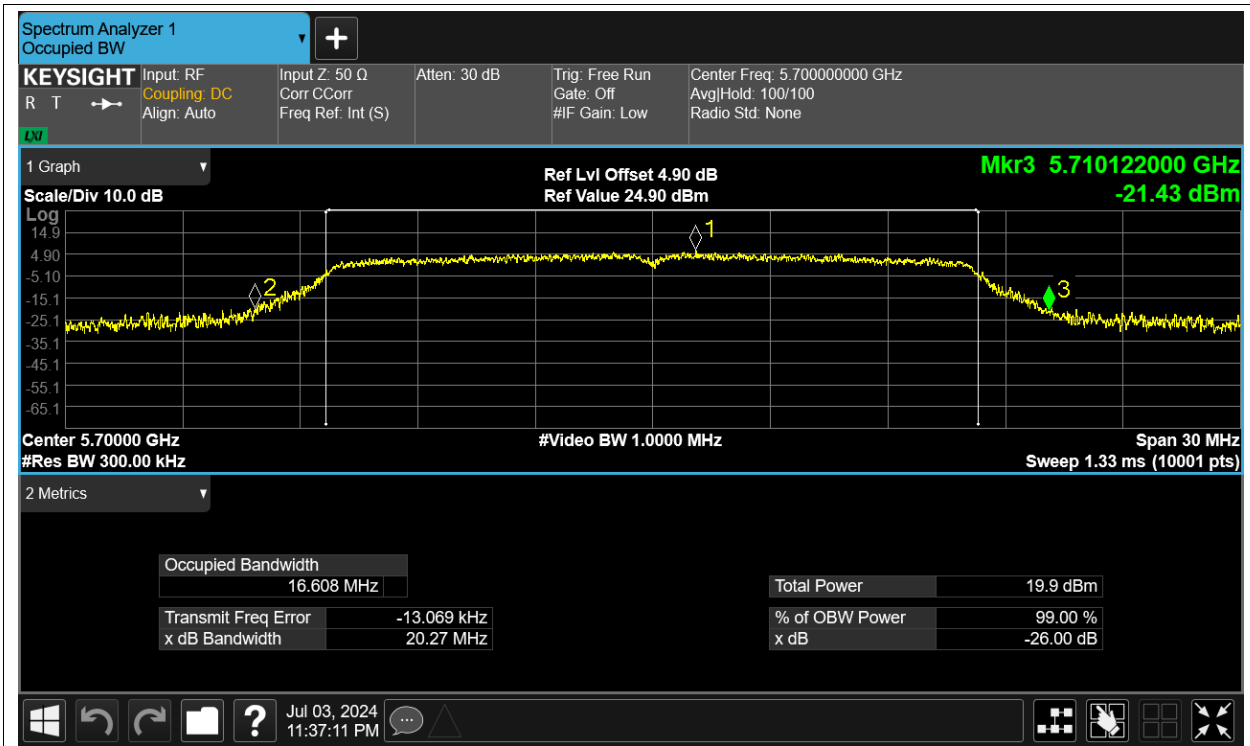 Spectrum Analyzer 1
Occupied BW
KEYSIGHT
R T
LXI
Input: RF
Coupling: DC
Align: Auto
Input Z: 50 Ω
Corr CCorr
Freq Ref: Int (S)
Atten: 30 dB
Trig: Free Run
Gate: Off
#IF Gain: Low
Center Freq: 5.700000000 GHz
Avg|Hold: 100/100
Radio Std: None
1 Graph
Scale/Div 10.0 dB
Ref Lvl Offset 4.90 dB
Ref Value 24.90 dBm
Mkr3 5.710122000 GHz
-21.43 dBm
Log
14.9
4.90
-5.10
-15.1
-25.1
-35.1
-45.1
-55.1
-65.1
1
2
3
Center 5.70000 GHz
#Video BW 1.0000 MHz
Span 30 MHz
#Res BW 300.00 kHz
Sweep 1.33 ms (10001 pts)
2 Metrics
Occupied Bandwidth
16.608 MHz
Transmit Freq Error -13.069 kHz
x dB Bandwidth 20.27 MHz
Total Power 19.9 dBm
% of OBW Power 99.00 %
x dB -26.00 dB
?
Jul 03, 2024
11:37:11 PM